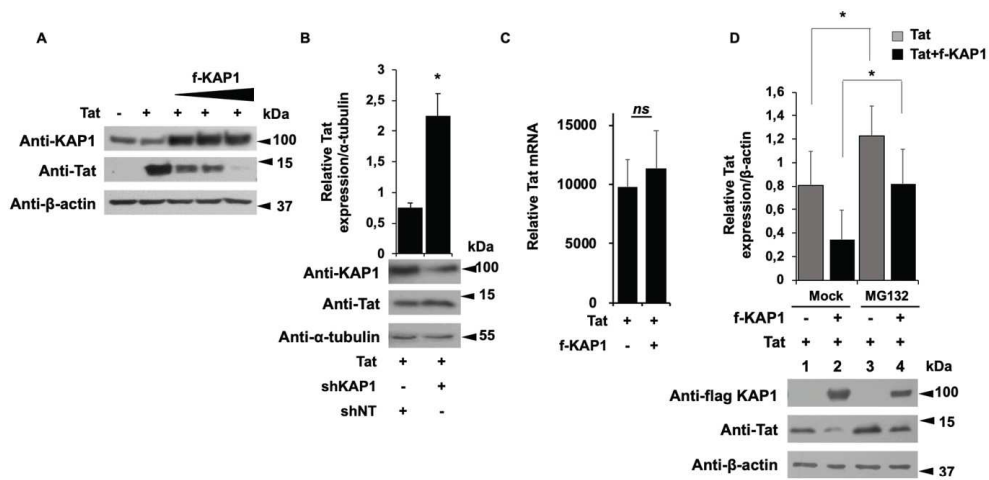 A
f-KAP1
Tat - + + + + kDa
Anti-KAP1 100
Anti-Tat 15
Anti-β-actin 37
B
Relative Tat
expression/α-tubulin
3
2,5
2
1,5
1
0,5
0
*
kDa
Anti-KAP1 100
Anti-Tat 15
Anti-α-tubulin 55
Tat + +
shKAP1 - +
shNT + -
C
Relative Tat mRNA
15000
10000
5000
0
ns
Tat + +
f-KAP1 - +
D
Tat
Tat+f-KAP1
* *
Relative Tat
expression/β-actin
1,6
1,4
1,2
1
0,8
0,6
0,4
0,2
0
Mock MG132
f-KAP1 - + - +
Tat + + + +
1 2 3 4 kDa
Anti-flag KAP1 100
Anti-Tat 15
Anti-β-actin 37